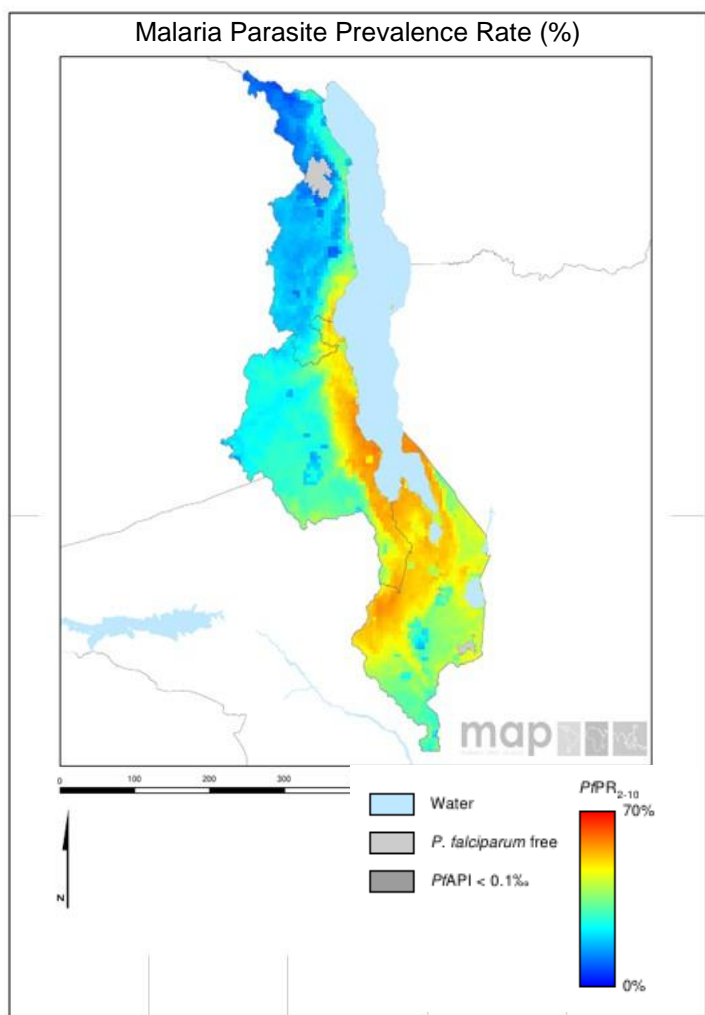 Malaria Parasite Prevalence Rate (%)
map
0 100 200 300
N
Water
P. falciparum free
PfAPI < 0.1‰
PfPR2-10
70%
0%